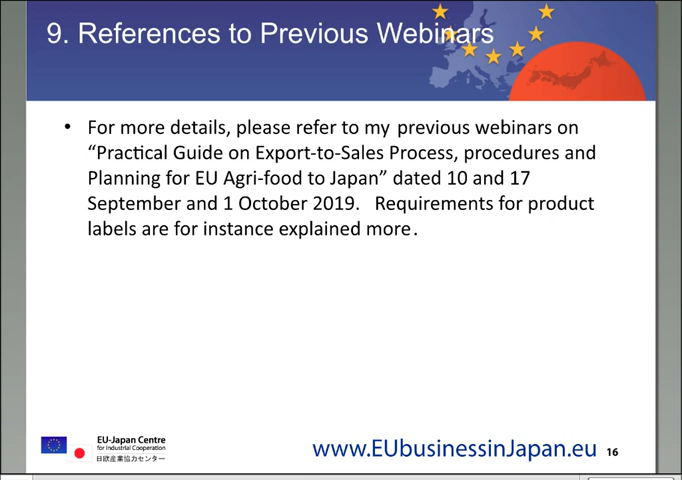 9. References to Previous Webinars
• For more details, please refer to my previous webinars on
“Practical Guide on Export-to-Sales Process, procedures and
Planning for EU Agri-food to Japan” dated 10 and 17
September and 1 October 2019. Requirements for product
labels are for instance explained more.
EU-Japan Centre
for Industrial Cooperation
日欧産業協力センター
www.EUbusinessinJapan.eu 16